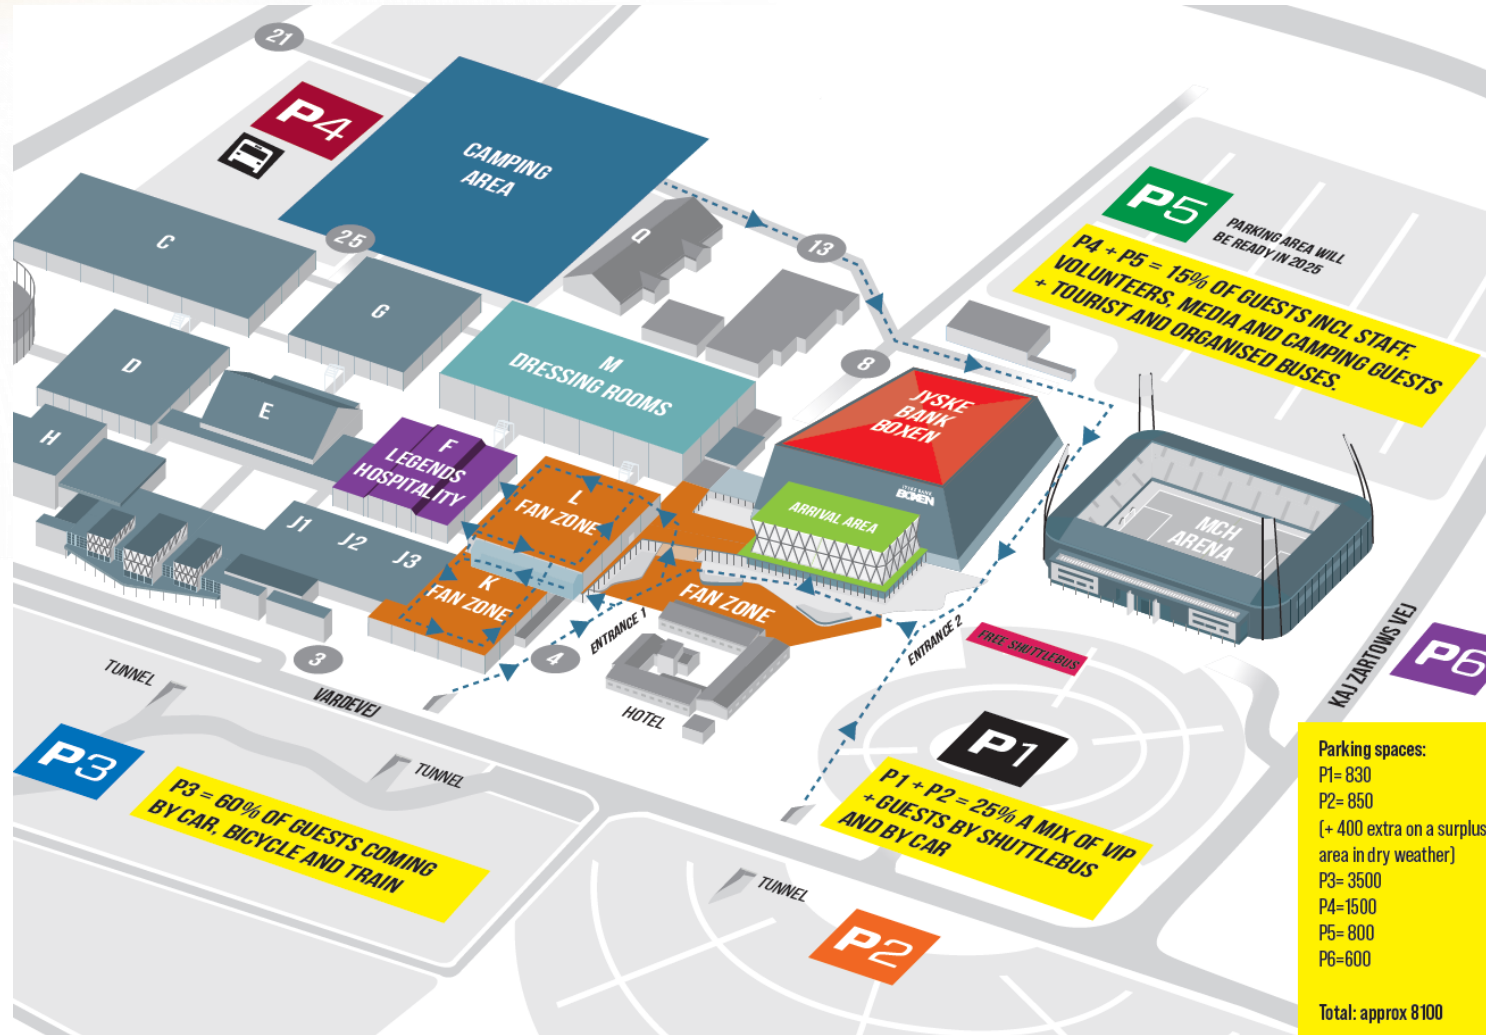 21
P4
CAMPING
AREA
C
25
Q
13
P5
PARKING AREA WILL
BE READY IN 2025
P4 + P5 = 15% OF GUESTS INCL STAFF,
VOLUNTEERS, MEDIA AND CAMPING GUESTS
+ TOURIST AND ORGANISED BUSES.
G
D
M
DRESSING ROOMS
8
JYSKE
BANK
BOXEN
E
H
F
LEGENDS
HOSPITALITY
JYSKE BANK
BOXEN
L
FAN ZONE
ARRIVAL AREA
MCH
ARENA
J1
J2
J3
K
FAN ZONE
FAN ZONE
ENTRANCE 1
ENTRANCE 2
FREE SHUTTLEBUS
3
4
TUNNEL
VARDEVEJ
HOTEL
KAJ ZARTOWS VEJ
P6
P3
TUNNEL
P1
P3 = 60% OF GUESTS COMING
BY CAR, BICYCLE AND TRAIN
P1 + P2 = 25% A MIX OF VIP
+ GUESTS BY SHUTTLEBUS
AND BY CAR
TUNNEL
P2
Parking spaces:
P1= 830
P2= 850
(+ 400 extra on a surplus
area in dry weather)
P3= 3500
P4=1500
P5= 800
P6=600
Total: approx 8100